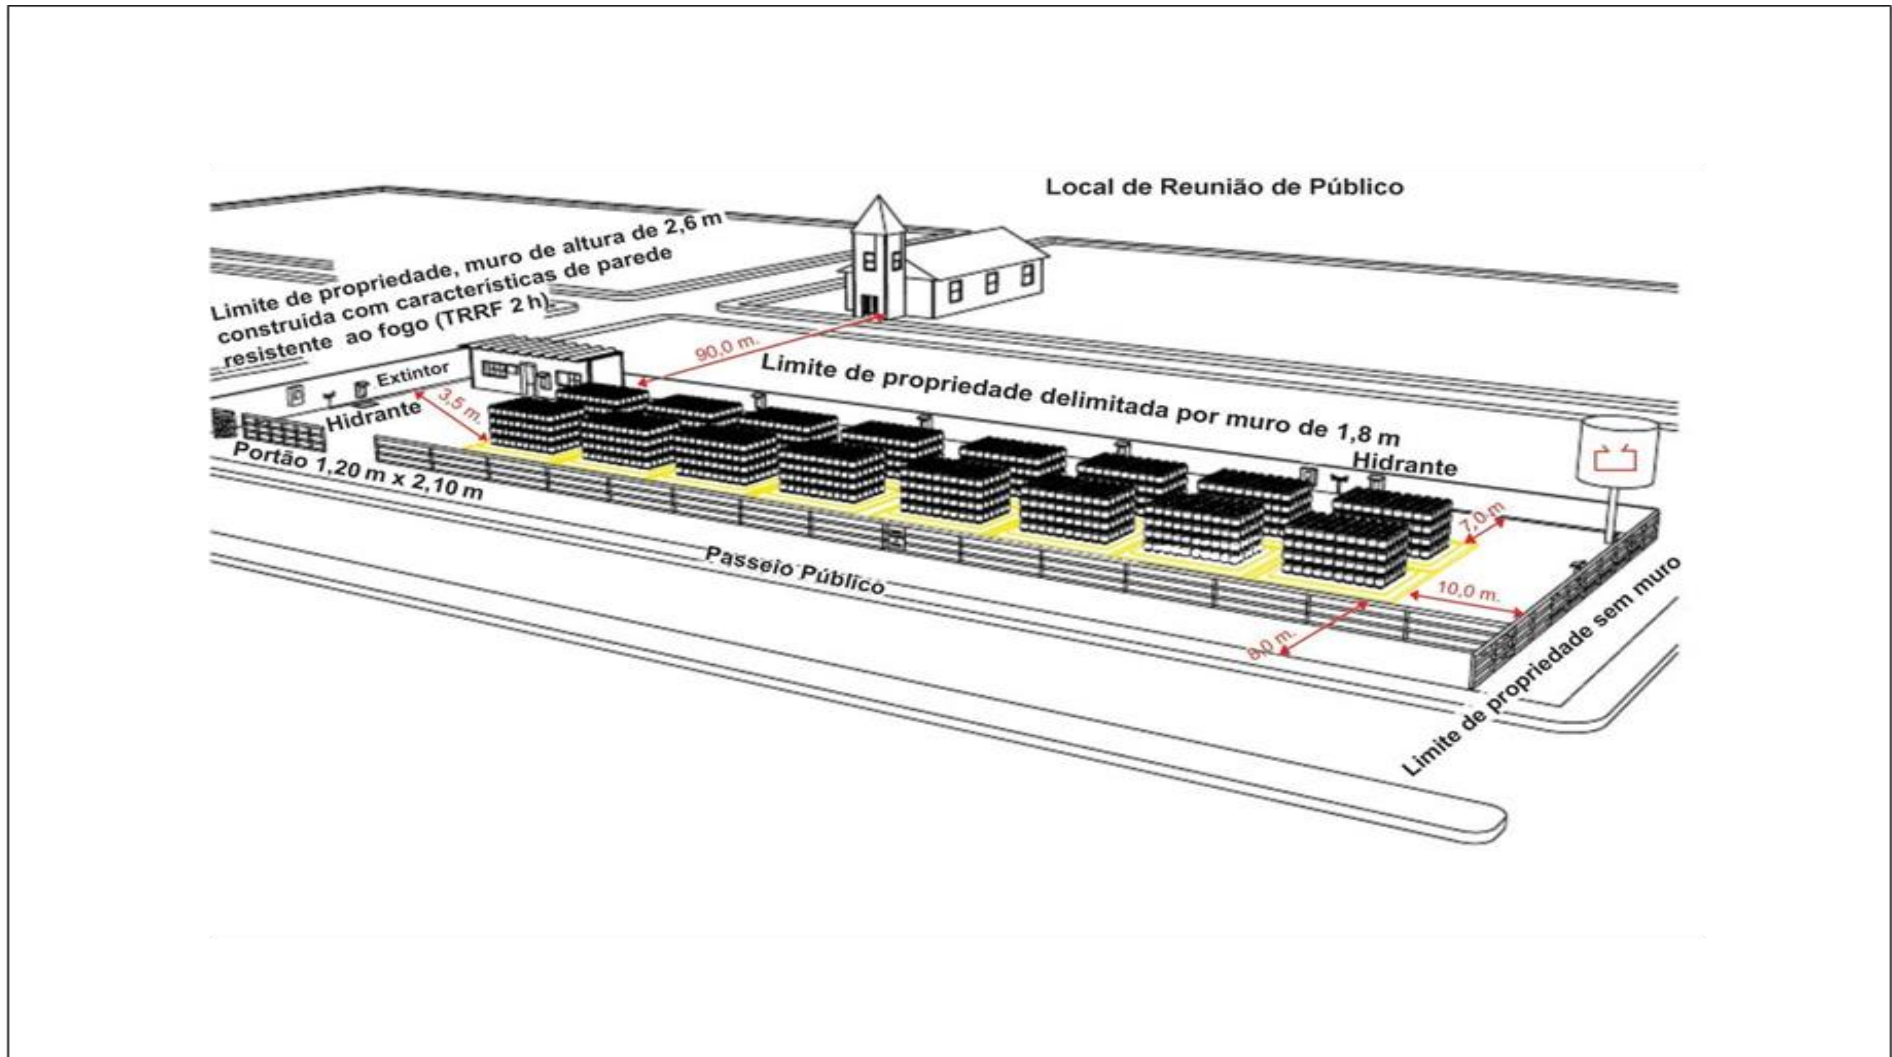 Local de Reunião de Público
Limite de propriedade, muro de altura de 2,6 m
construída com características de parede
resistente ao fogo (TRRF 2 h).
90,0 m.
Limite de propriedade delimitada por muro de 1,8 m
Extintor
3,5 m.
Hidrante
Portão 1,20 m x 2,10 m
Hidrante
7,0 m
Passeio Público
10,0 m.
8,0 m.
Limite de propriedade sem muro